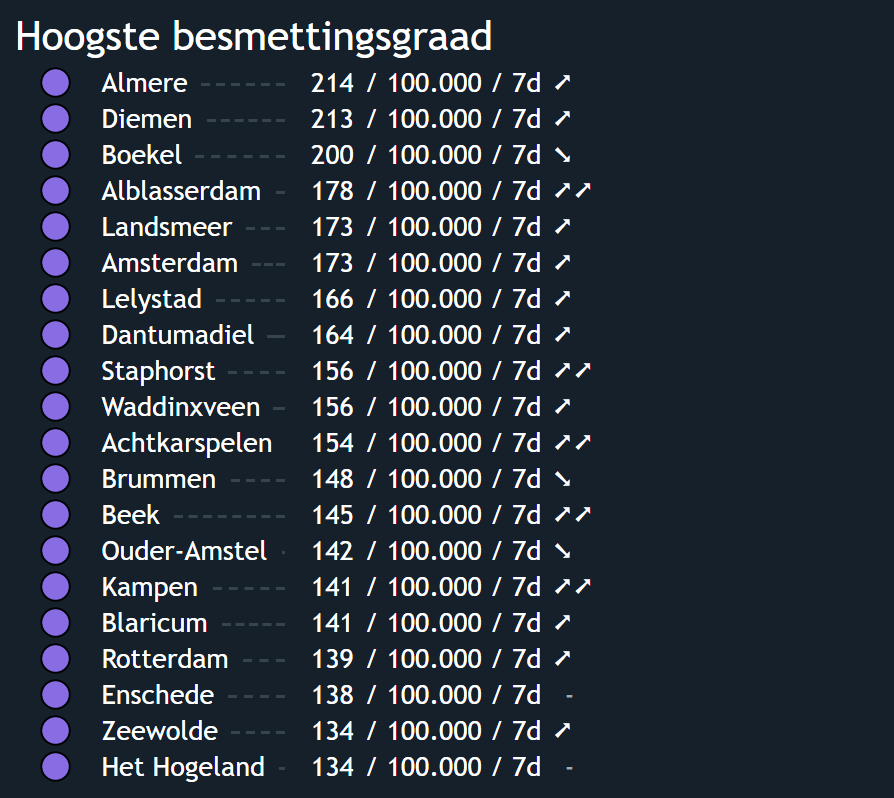 Hoogste besmettingsgraad
Almere ------ 214 / 100.000 / 7d ➚
Diemen ------ 213 / 100.000 / 7d ➚
Boekel ------ 200 / 100.000 / 7d ➘
Alblasserdam - 178 / 100.000 / 7d ➚➚
Landsmeer --- 173 / 100.000 / 7d ➚
Amsterdam --- 173 / 100.000 / 7d ➚
Lelystad ----- 166 / 100.000 / 7d ➚
Dantumadiel - 164 / 100.000 / 7d ➚
Staphorst ---- 156 / 100.000 / 7d ➚➚
Waddinxveen - 156 / 100.000 / 7d ➚
Achtkarspelen 154 / 100.000 / 7d ➚➚
Brummen ---- 148 / 100.000 / 7d ➘
Beek -------- 145 / 100.000 / 7d ➚➚
Ouder-Amstel - 142 / 100.000 / 7d ➘
Kampen ----- 141 / 100.000 / 7d ➚➚
Blaricum ----- 141 / 100.000 / 7d ➚
Rotterdam --- 139 / 100.000 / 7d ➚
Enschede ---- 138 / 100.000 / 7d -
Zeewolde ---- 134 / 100.000 / 7d ➚
Het Hogeland - 134 / 100.000 / 7d -